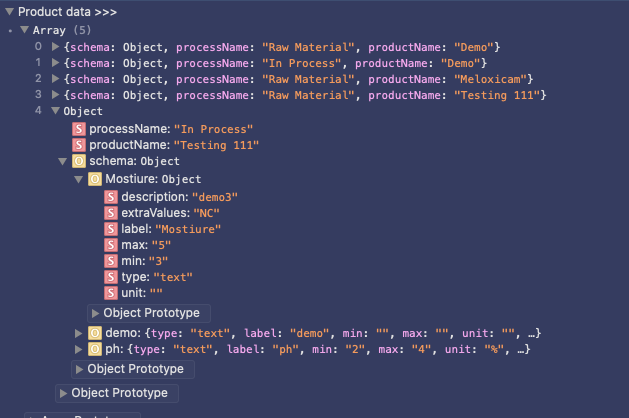 Product data >>>
Array (5)
0 {schema: Object, processName: "Raw Material", productName: "Demo"}
1 {schema: Object, processName: "In Process", productName: "Demo"}
2 {schema: Object, processName: "Raw Material", productName: "Meloxicam"}
3 {schema: Object, processName: "Raw Material", productName: "Testing 111"}
4 Object
S processName: "In Process"
S productName: "Testing 111"
O schema: Object
O Mostiure: Object
S description: "demo3"
S extraValues: "NC"
S label: "Mostiure"
S max: "5"
S min: "3"
S type: "text"
S unit: ""
Object Prototype
O demo: {type: "text", label: "demo", min: "", max: "", unit: "", …}
O ph: {type: "text", label: "ph", min: "2", max: "4", unit: "%", …}
Object Prototype
Object Prototype